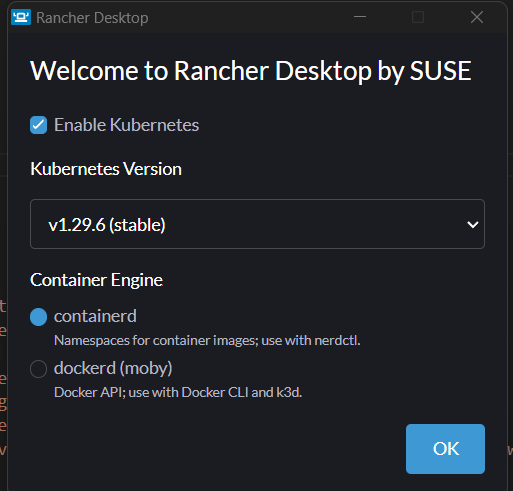 Rancher Desktop
Welcome to Rancher Desktop by SUSE
Enable Kubernetes
Kubernetes Version
v1.29.6 (stable)
Container Engine
containerd
Namespaces for container images; use with nerdctl.
dockerd (moby)
Docker API; use with Docker CLI and k3d.
OK